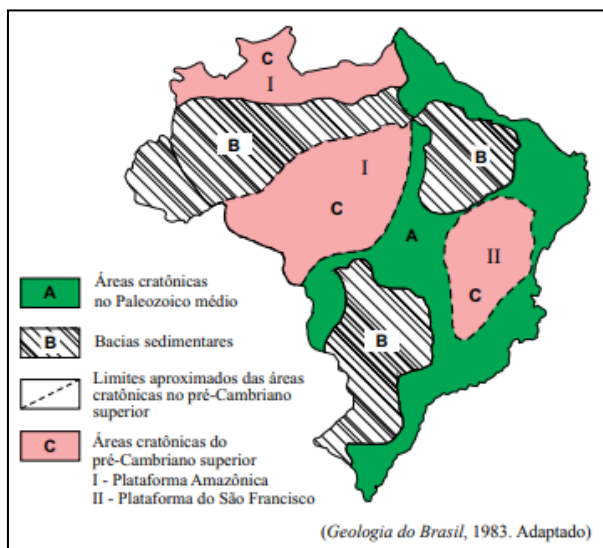 C
I
B
B
I
C
A
II
C
B
A
Áreas cratônicas
no Paleozoico médio
B
Bacias sedimentares
Limites aproximados das áreas
cratônicas no pré-Cambriano
superior
C
Áreas cratônicas do
pré-Cambriano superior
I - Plataforma Amazônica
II - Plataforma do São Francisco
(Geologia do Brasil, 1983. Adaptado)